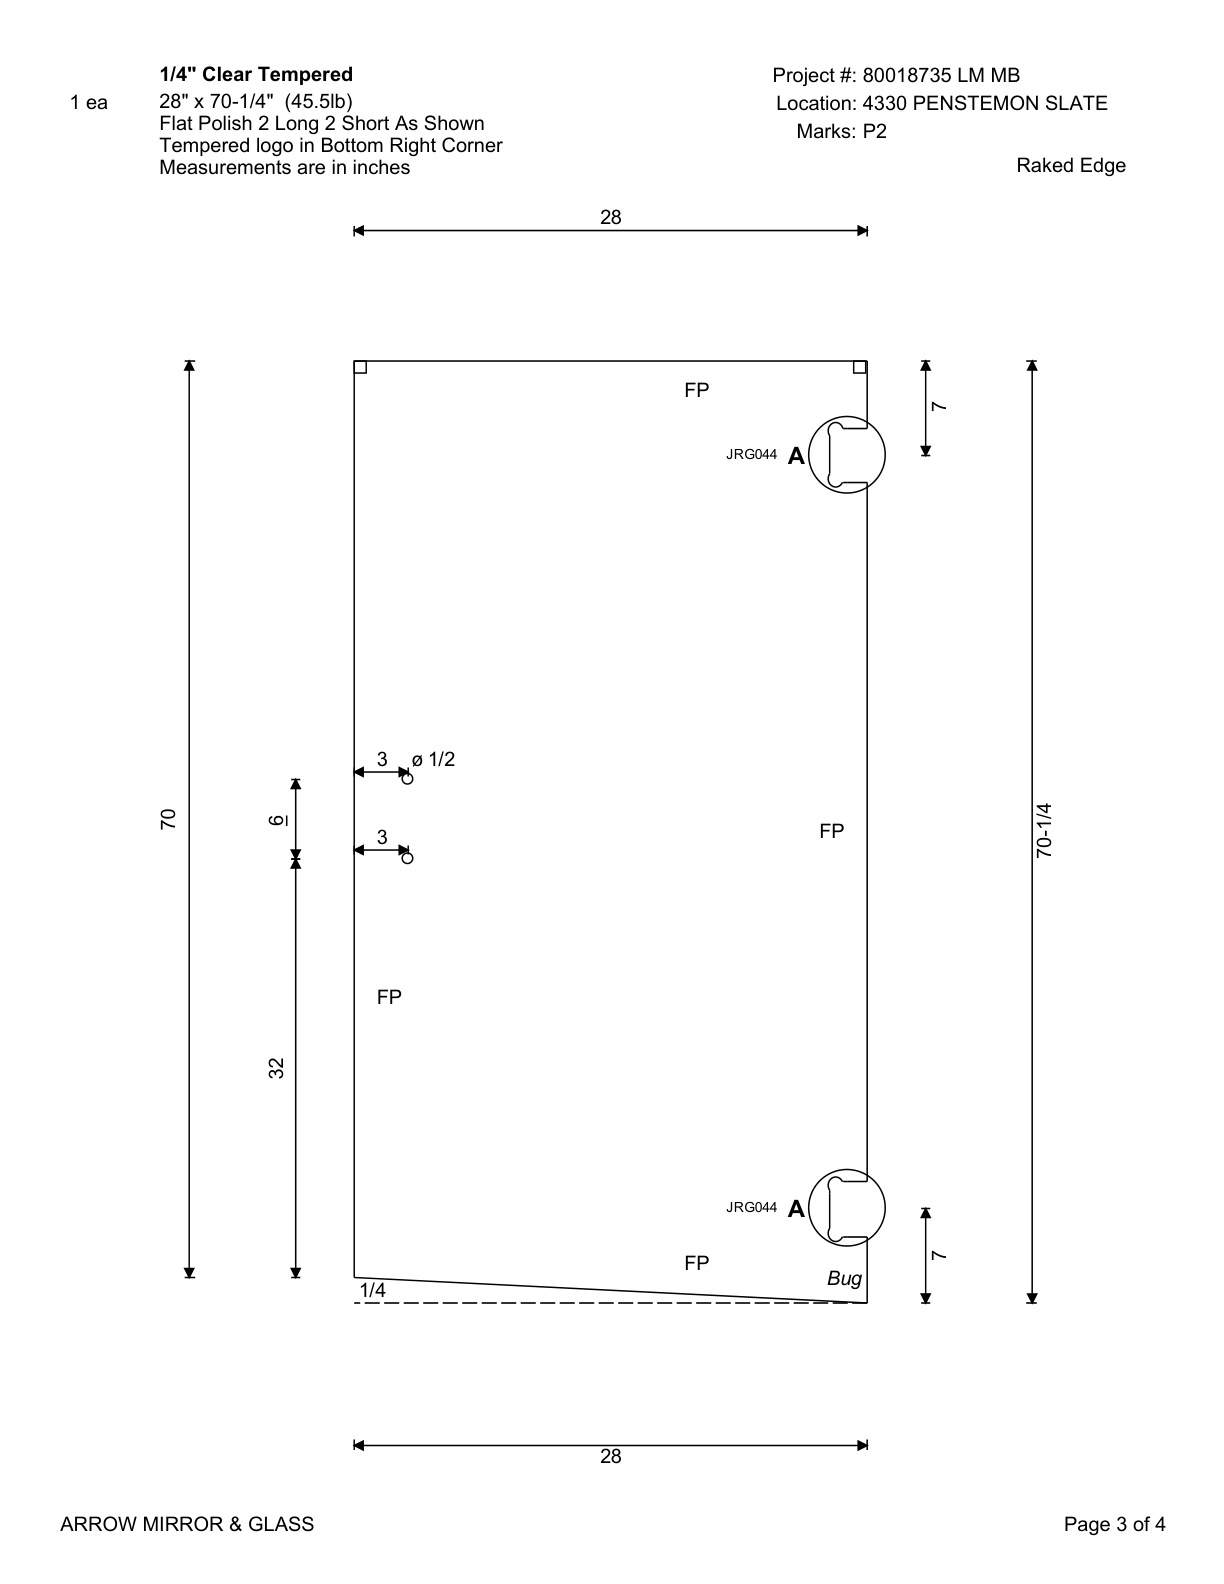 1/4" Clear Tempered
Project #: 80018735 LM MB
1 ea
28" x 70-1/4" (45.5lb)
Location: 4330 PENSTEMON SLATE
Flat Polish 2 Long 2 Short As Shown
Marks: P2
Tempered logo in Bottom Right Corner
Measurements are in inches
Raked Edge
28
FP
7
JRG044 A
3
ø 1/2
70
6
3
FP
70-1/4
FP
32
JRG044 A
7
FP
Bug
1/4
28
ARROW MIRROR & GLASS
Page 3 of 4